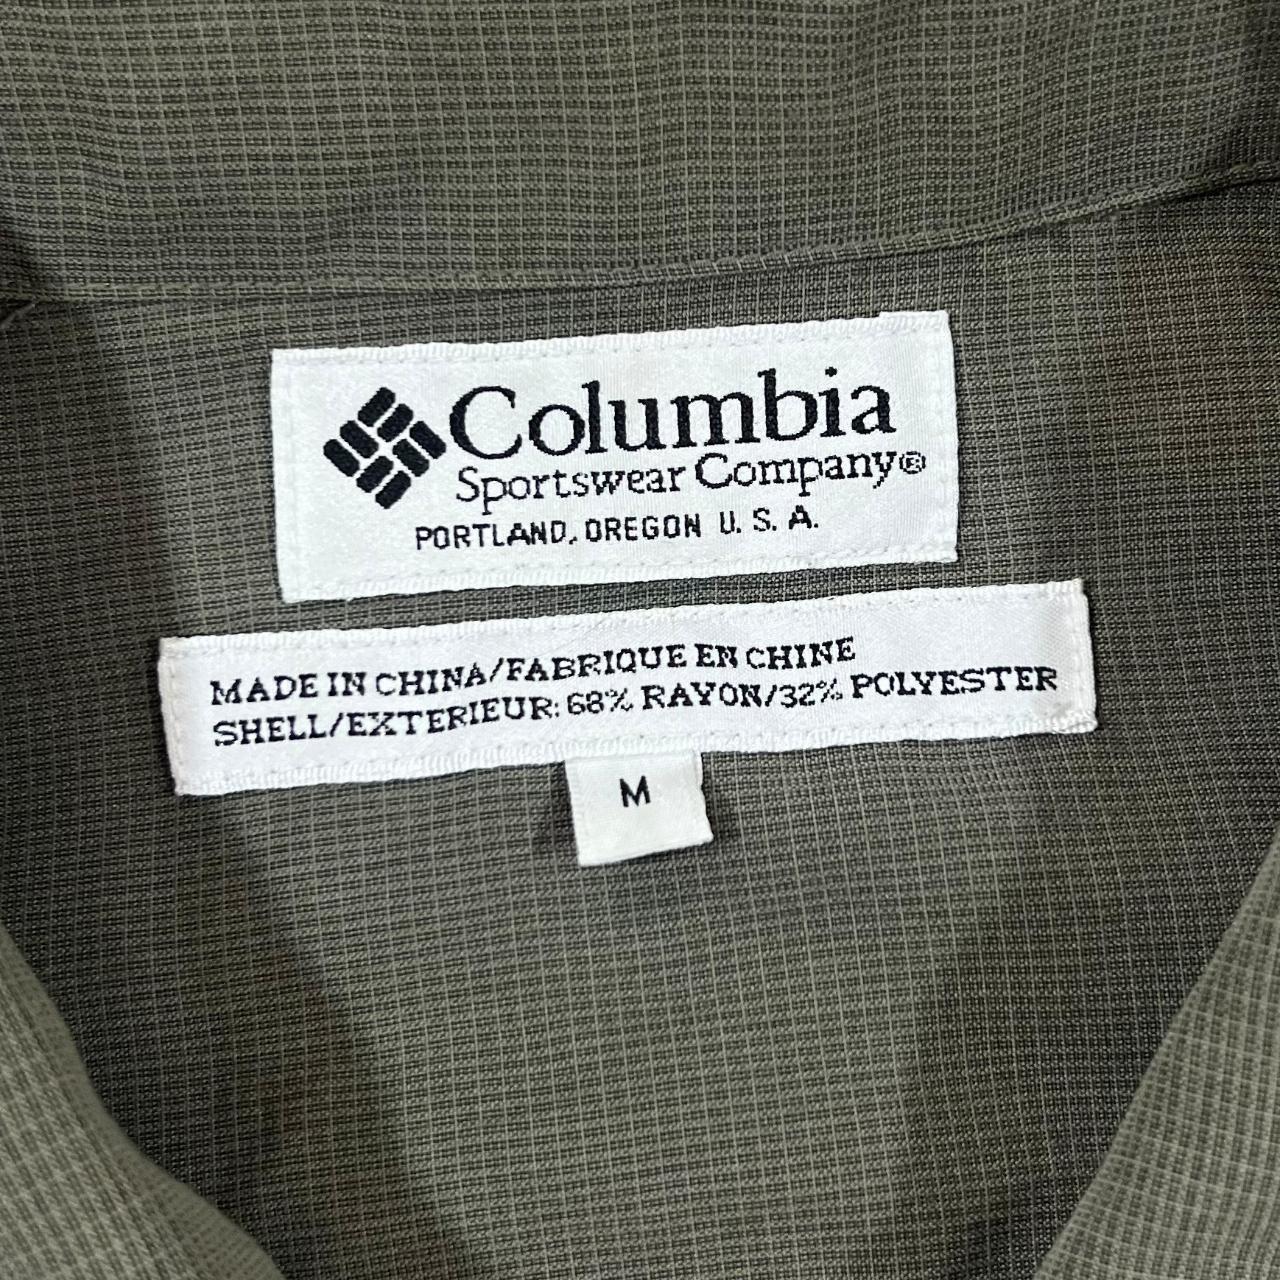 Columbia
Sportswear Company®
PORTLAND, OREGON U. S. A.
MADE IN CHINA/FABRIQUE EN CHINE
SHELL/EXTERIEUR: 68% RAYON/32% POLYESTER
M